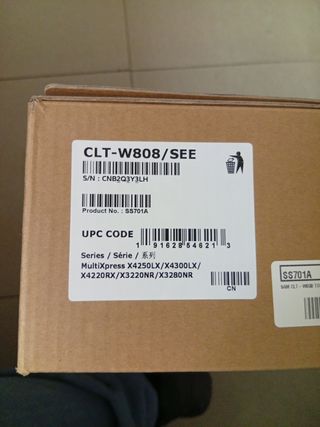 CLT-W808/SEE
S/N : CNB2Q3Y3LH
Product No. : SS701A
UPC CODE
1 91628 54621 3
Series / Série / 系列
MultiXpress X4250LX/X4300LX/
X4220RX/X3220NR/X3280NR
CN
SS701A